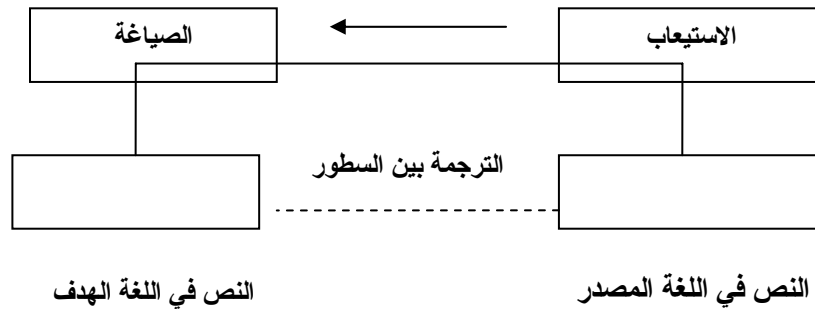 الاستيعاب
الصياغة
الترجمة بين السطور
النص في اللغة المصدر
النص في اللغة الهدف